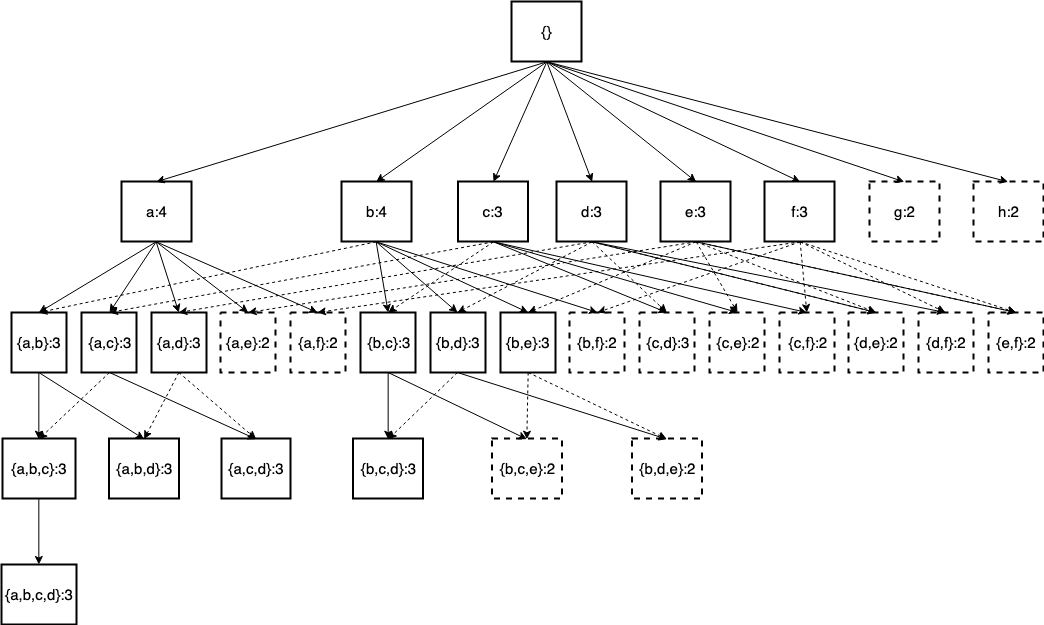 {}
a:4
b:4
c:3
d:3
e:3
f:3
g:2
h:2
{a,b}:3
{a,c}:3
{a,d}:3
{a,e}:2
{a,f}:2
{b,c}:3
{b,d}:3
{b,e}:3
{b,f}:2
{c,d}:3
{c,e}:2
{c,f}:2
{d,e}:2
{d,f}:2
{e,f}:2
{a,b,c}:3
{a,b,d}:3
{a,c,d}:3
{b,c,d}:3
{b,c,e}:2
{b,d,e}:2
{a,b,c,d}:3